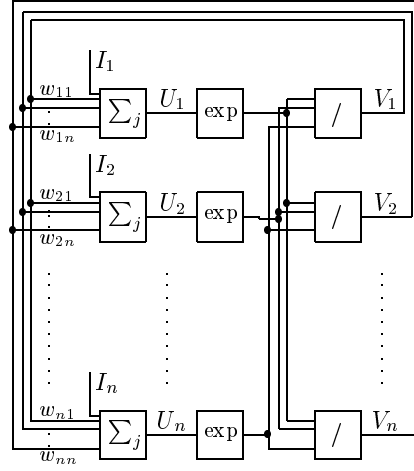 I₁
w₁₁ ∑ⱼ U₁ exp / V₁
w₁ₙ
I₂
w₂₁ ∑ⱼ U₂ exp / V₂
w₂ₙ
Iₙ
wₙ₁ ∑ⱼ Uₙ exp / Vₙ
wₙₙ